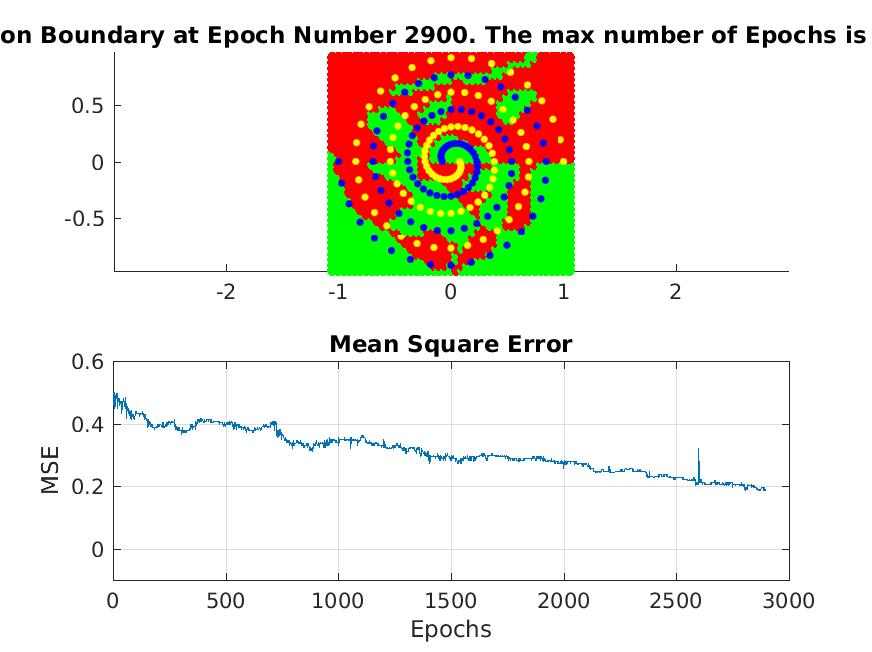 on Boundary at Epoch Number 2900. The max number of Epochs is
0.5
0
-0.5
-2 -1 0 1 2
Mean Square Error
0.6
0.4
0.2
0
MSE
0 500 1000 1500 2000 2500 3000
Epochs